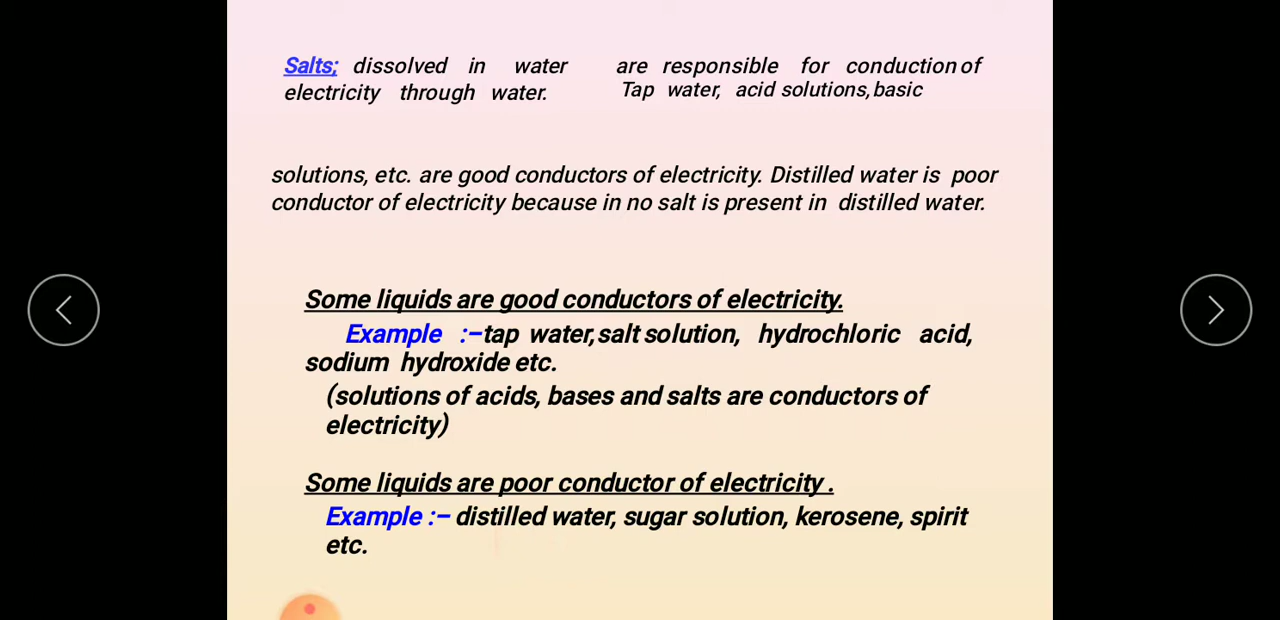 Salts; dissolved in water are responsible for conduction of
electricity through water. Tap water, acid solutions, basic
solutions, etc. are good conductors of electricity. Distilled water is poor
conductor of electricity because in no salt is present in distilled water.
Some liquids are good conductors of electricity.
Example :–tap water, salt solution, hydrochloric acid,
sodium hydroxide etc.
(solutions of acids, bases and salts are conductors of
electricity)
Some liquids are poor conductor of electricity .
Example :– distilled water, sugar solution, kerosene, spirit
etc.